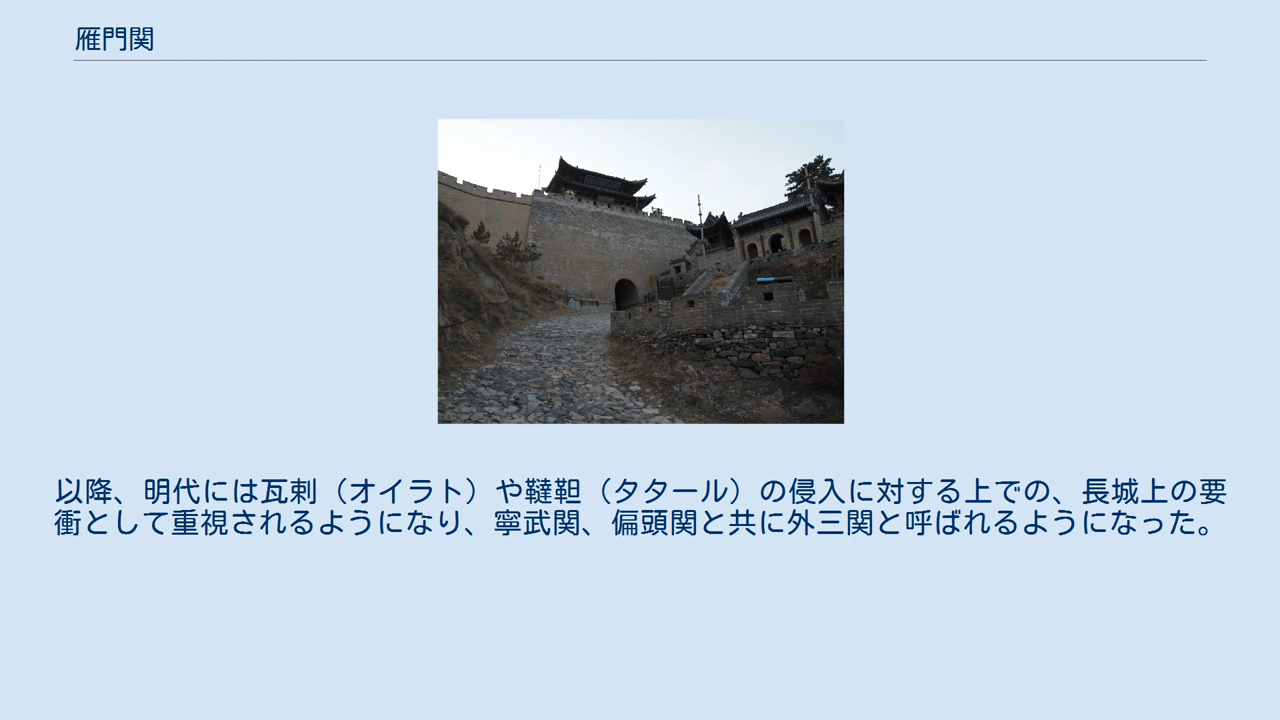 雁門関
以降、明代には瓦剌（オイラト）や韃靼（タタール）の侵入に対する上での、長城上の要
衝として重視されるようになり、寧武関、偏頭関と共に外三関と呼ばれるようになった。